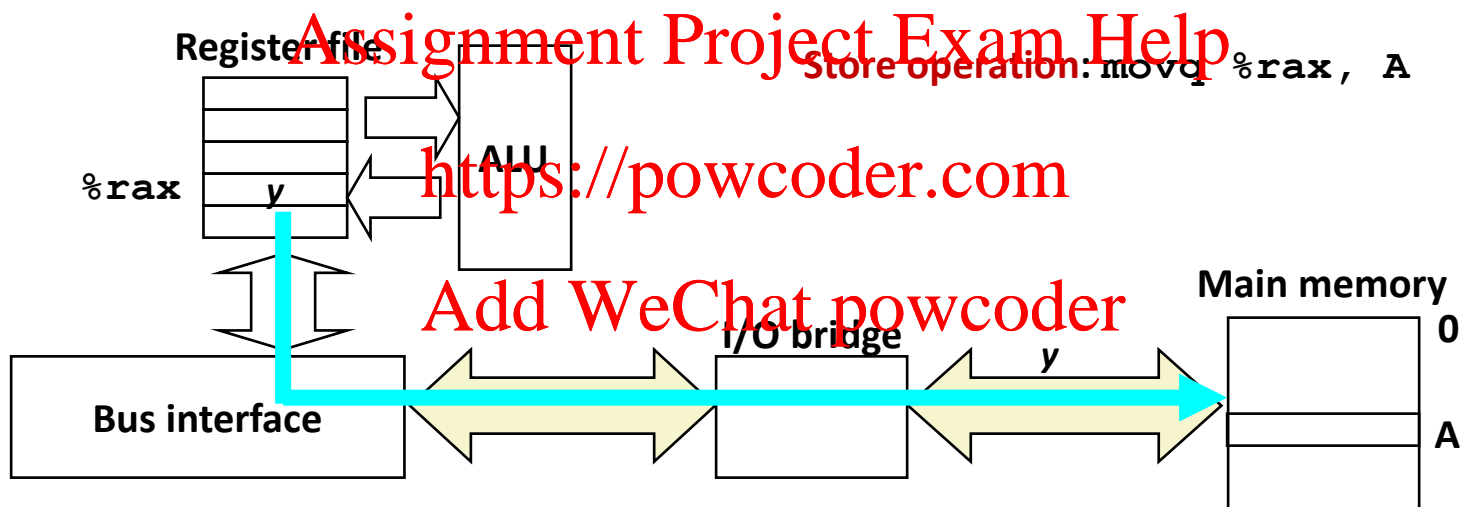 Assignment Project Exam Help
Register file
Store operation: movq %rax, A
ALU
https://powcoder.com
%rax
y
Add WeChat powcoder
Main memory
0
I/O bridge
y
Bus interface
A